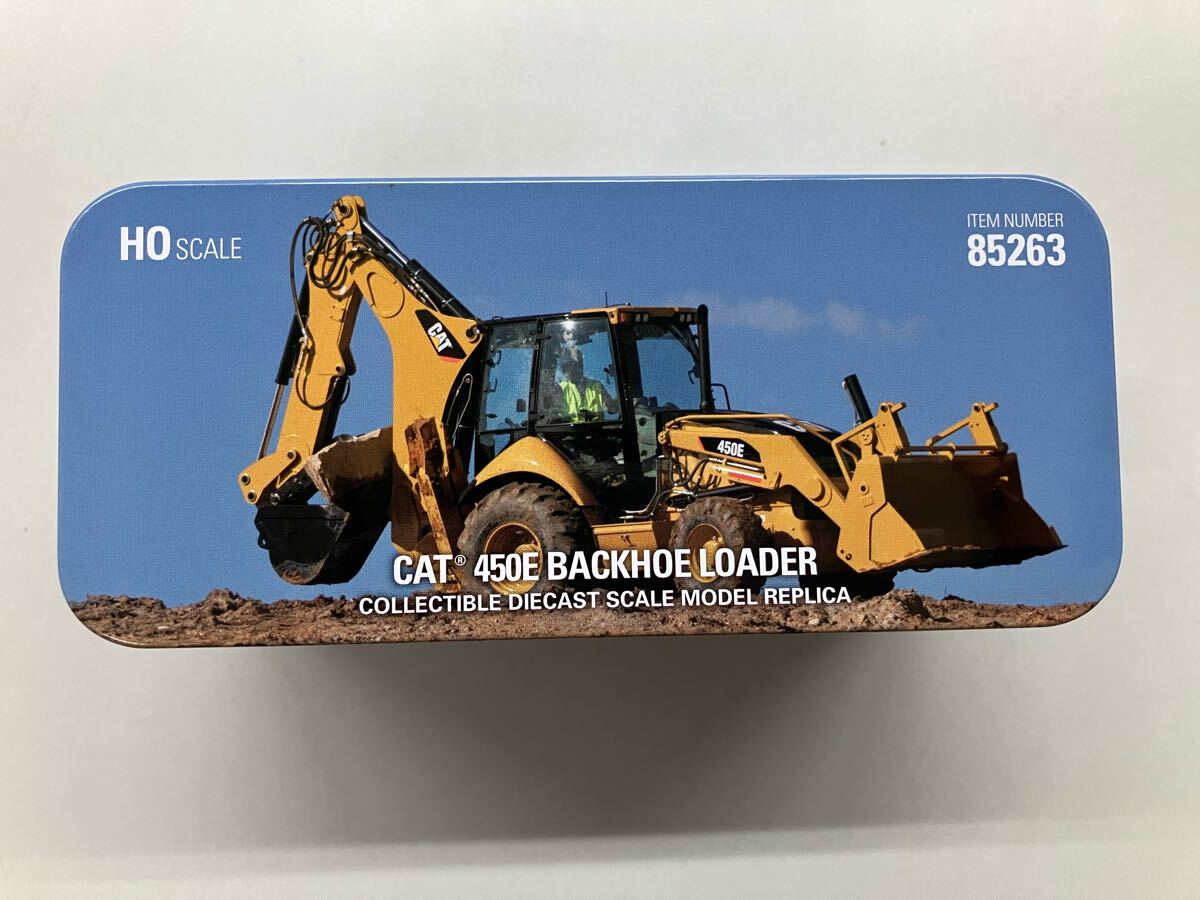 HO SCALE
ITEM NUMBER
85263
CAT
450E
CAT® 450E BACKHOE LOADER
COLLECTIBLE DIECAST SCALE MODEL REPLICA